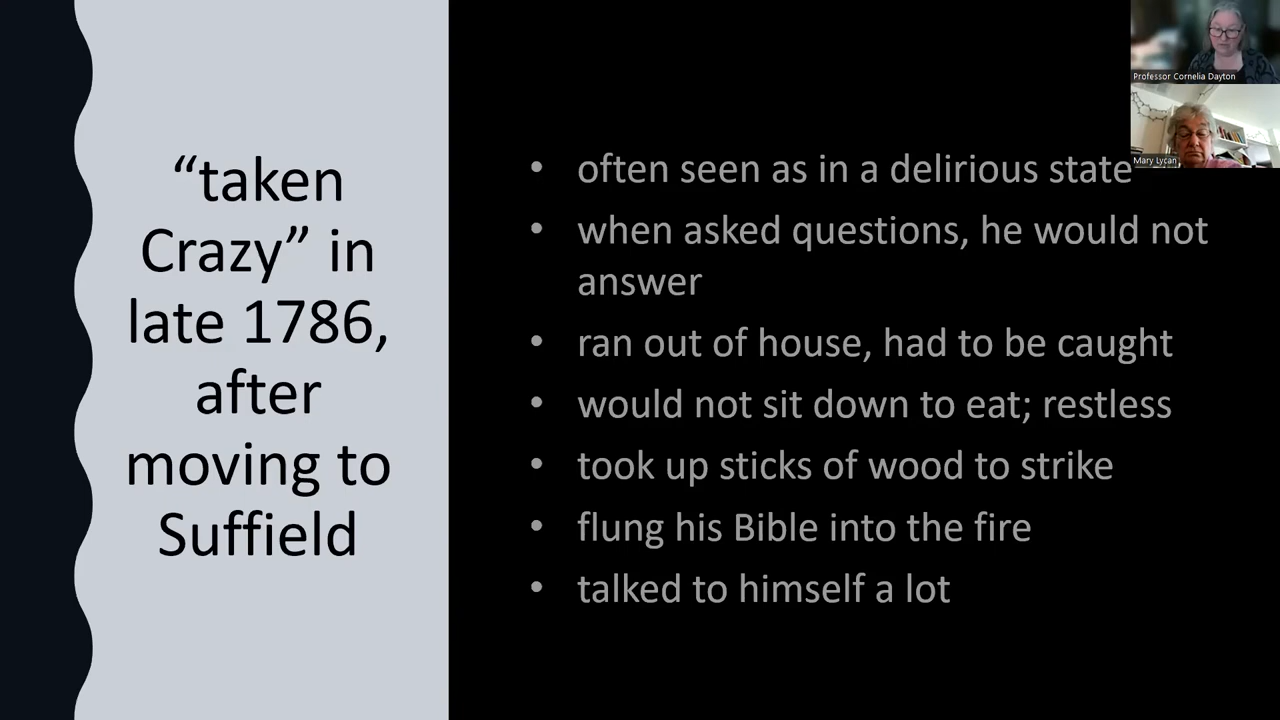 “taken
Crazy” in
late 1786,
after
moving to
Suffield
• often seen as in a delirious state
• when asked questions, he would not
answer
• ran out of house, had to be caught
• would not sit down to eat; restless
• took up sticks of wood to strike
• flung his Bible into the fire
• talked to himself a lot
Professor Cornelia Dayton
Mary Lycan